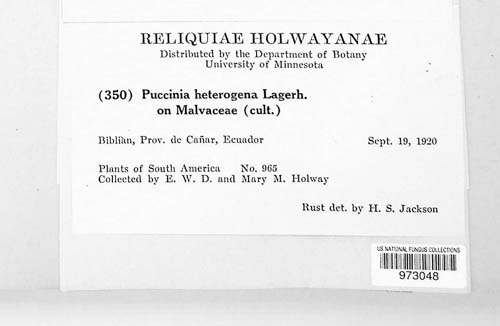 RELIQUIAE HOLWAYANAE
Distributed by the Department of Botany
University of Minnesota
(350) Puccinia heterogena Lagerh.
on Malvaceae (cult.)
Biblian, Prov. de Cañar, Ecuador Sept. 19, 1920
Plants of South America No. 965
Collected by E. W. D. and Mary M. Holway
Rust det. by H. S. Jackson
US NATIONAL FUNGUS COLLECTIONS
973048